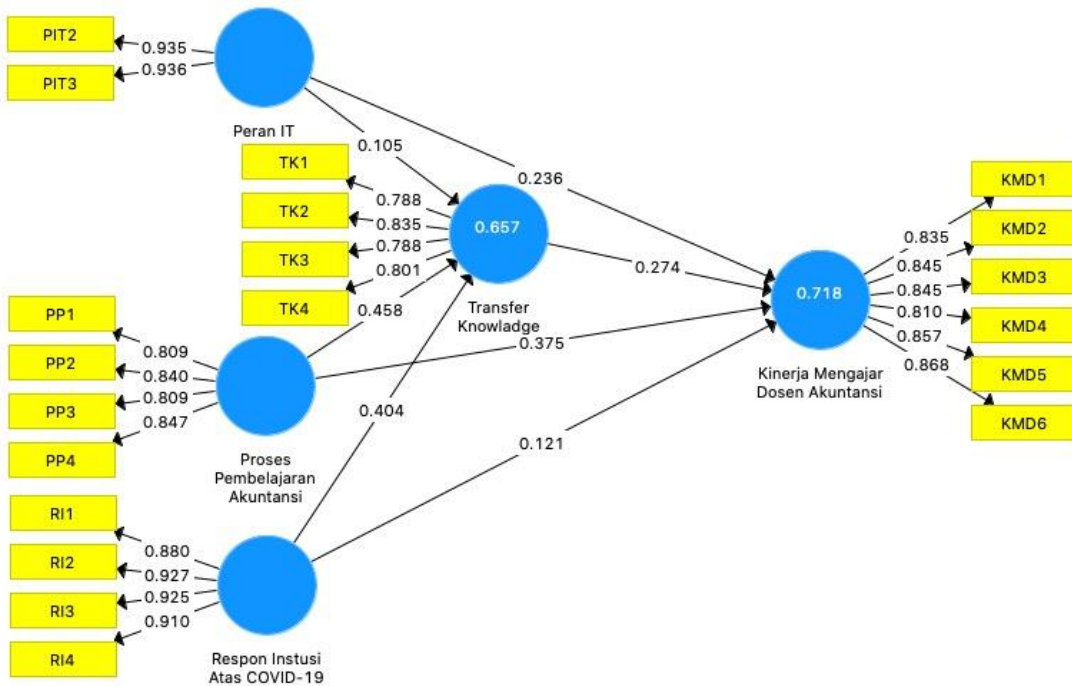 PIT2
PIT3
0.935
0.936
Peran IT
0.105
0.236
TK1
TK2
TK3
TK4
0.788
0.835
0.788
0.801
0.657
Transfer
Knowladge
0.274
0.458
0.375
0.404
0.121
PP1
PP2
PP3
PP4
0.809
0.840
0.809
0.847
Proses
Pembelajaran
Akuntansi
RI1
RI2
RI3
RI4
0.880
0.927
0.925
0.910
Respon Instusi
Atas COVID-19
0.718
Kinerja Mengajar
Dosen Akuntansi
0.835
0.845
0.845
0.810
0.857
0.868
KMD1
KMD2
KMD3
KMD4
KMD5
KMD6